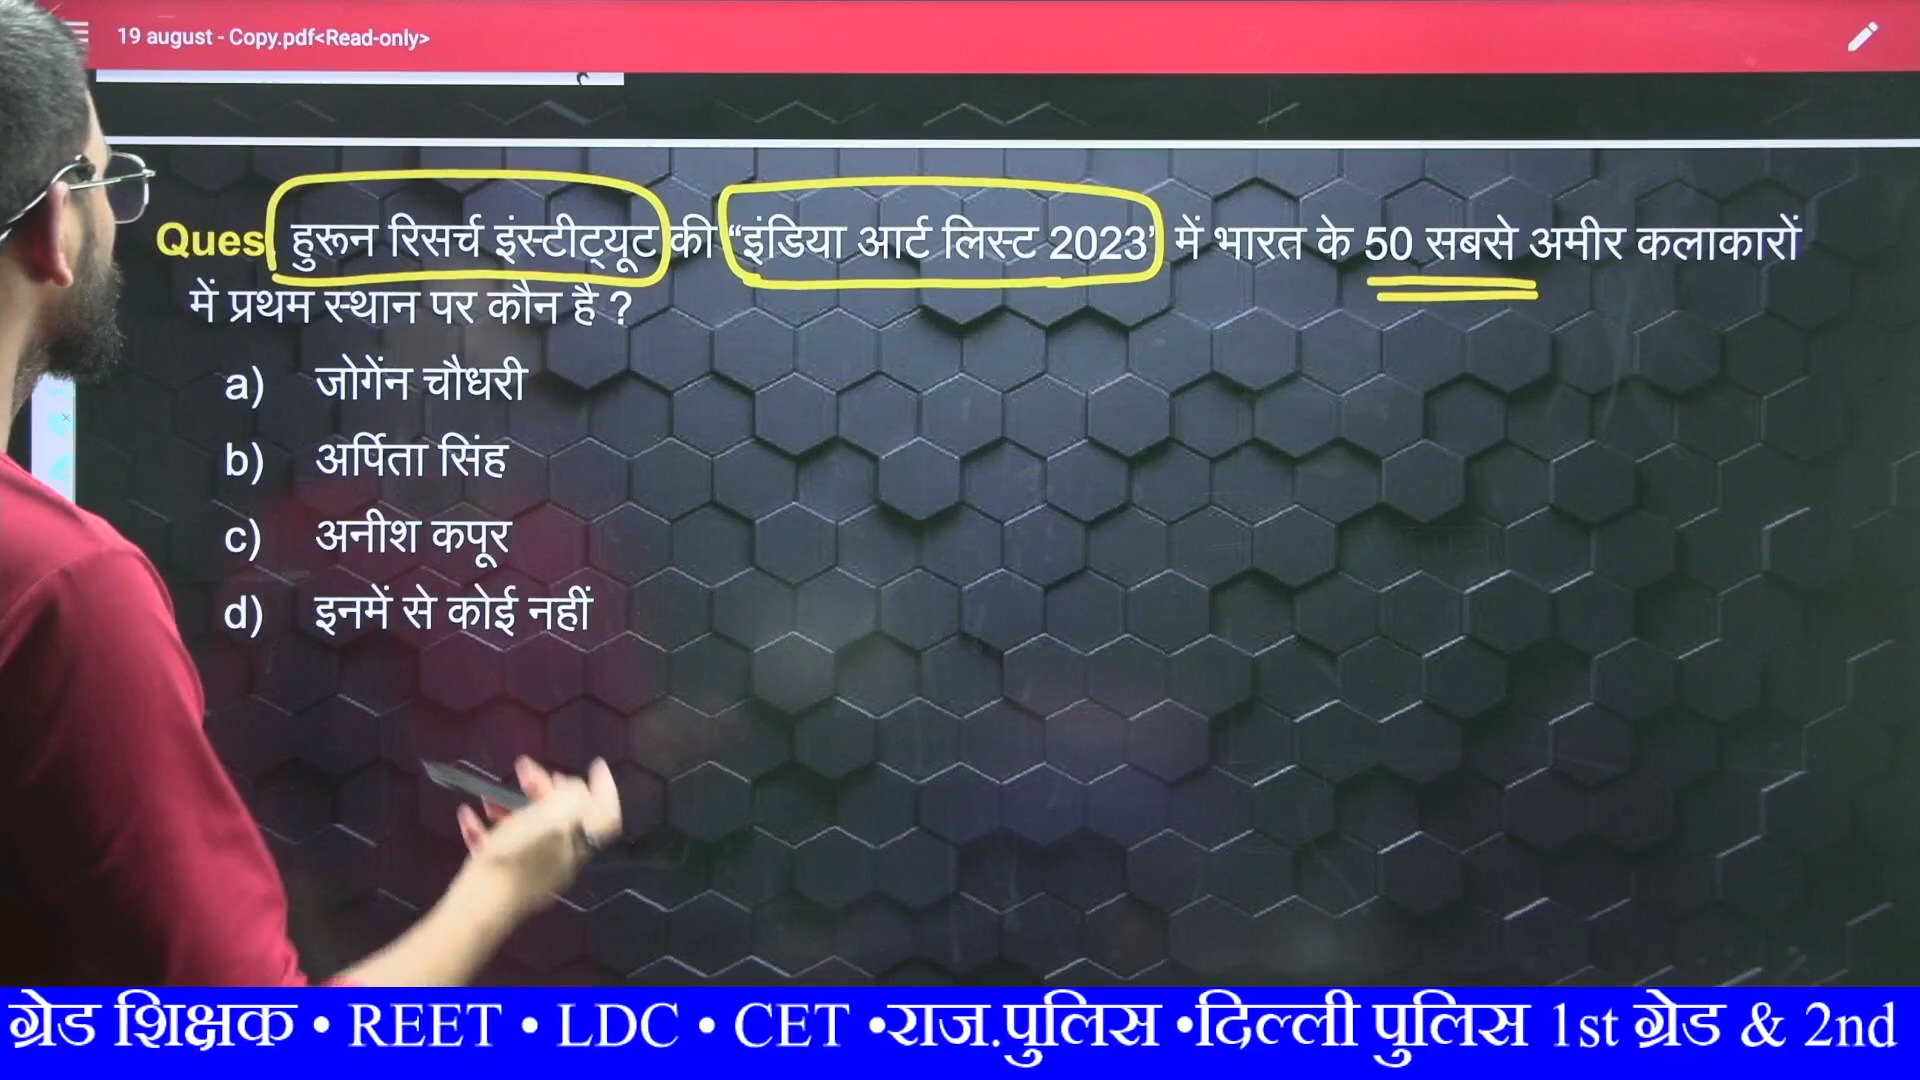 19 august - Copy.pdf<Read-only>
Ques. हुरून रिसर्च इंस्टीट्यूट की “इंडिया आर्ट लिस्ट 2023” में भारत के 50 सबसे अमीर कलाकारों
में प्रथम स्थान पर कौन है ?
a) जोगेंन चौधरी
b) अर्पिता सिंह
c) अनीश कपूर
d) इनमें से कोई नहीं
ग्रेड शिक्षक • REET • LDC • CET •राज.पुलिस •दिल्ली पुलिस 1st ग्रेड & 2nd